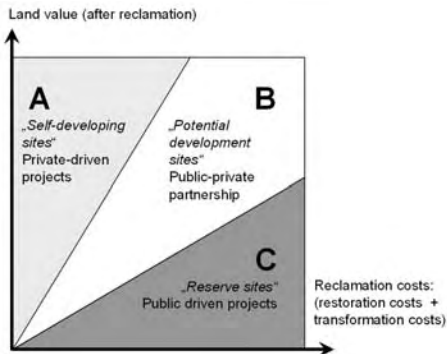 Land value (after reclamation)
A
„Self-developing
sites“
Private-driven
projects
B
„Potential
development
sites“
Public-private
partnership
C
„Reserve sites“
Public driven projects
Reclamation costs:
(restoration costs +
transformation costs)